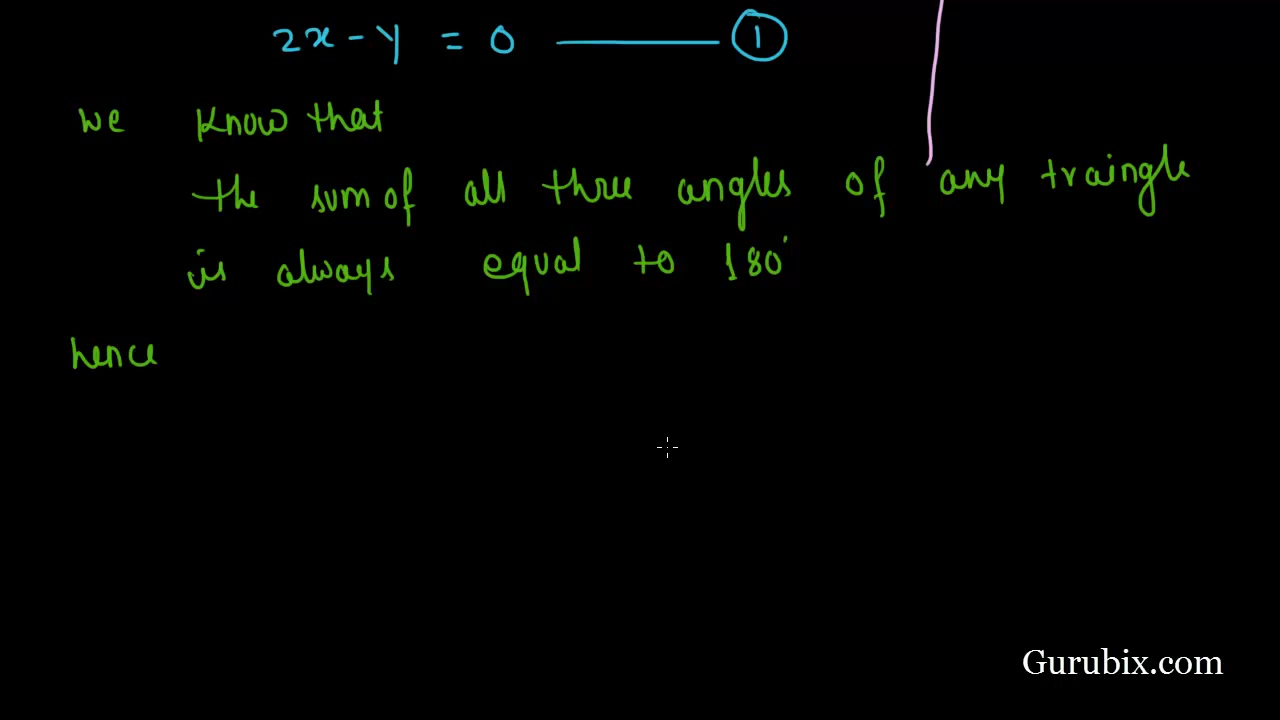 2x - y = 0 ——— ①
we know that
the sum of all three angles of any traingle
is always equal to 180°
hence
Gurubix.com